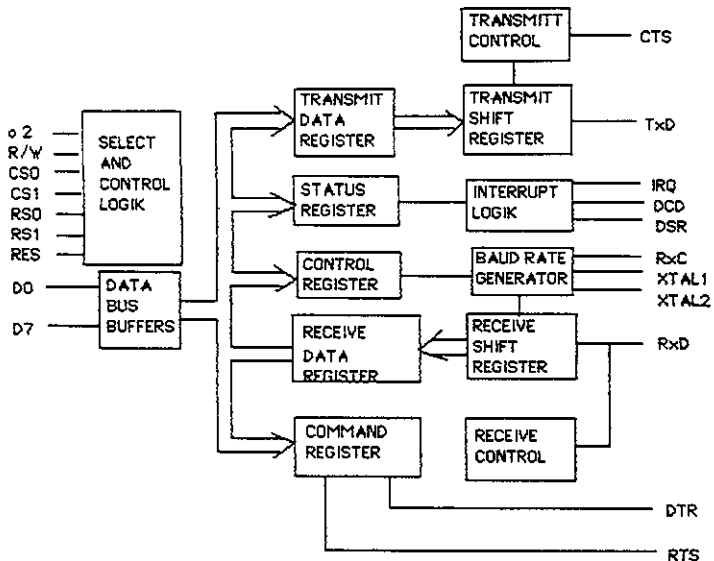 TRANSMITT
CONTROL
CTS
TRANSMIT
DATA
REGISTER
TRANSMIT
SHIFT
REGISTER
TxD
ø2
R/W
CS0
CS1
RS0
RS1
RES
SELECT
AND
CONTROL
LOGIK
STATUS
REGISTER
INTERRUPT
LOGIK
IRQ
DCD
DSR
CONTROL
REGISTER
BAUD RATE
GENERATOR
RxC
XTAL1
XTAL2
D0
D7
DATA
BUS
BUFFERS
RECEIVE
DATA
REGISTER
RECEIVE
SHIFT
REGISTER
RxD
COMMAND
REGISTER
RECEIVE
CONTROL
DTR
RTS